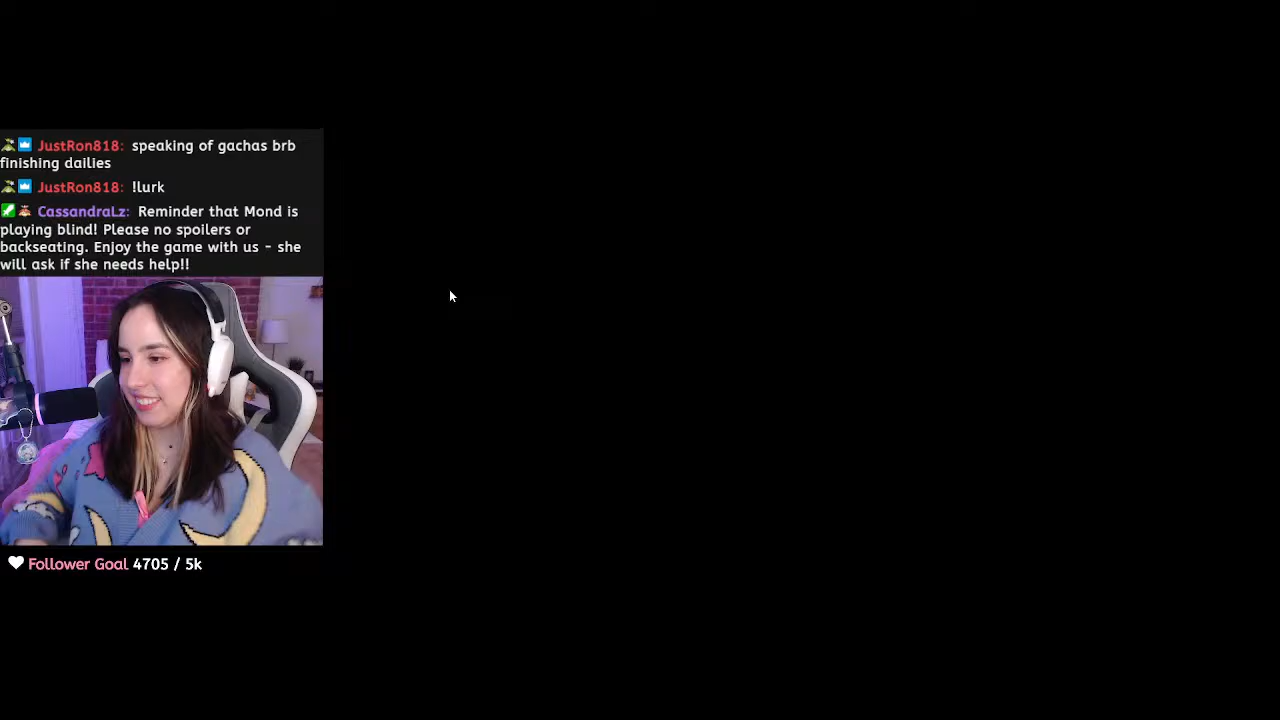 JustRon818: speaking of gachas brb
finishing dailies
JustRon818: !lurk
CassandraLz: Reminder that Mond is
playing blind! Please no spoilers or
backseating. Enjoy the game with us - she
will ask if she needs help!!
Follower Goal 4705 / 5k